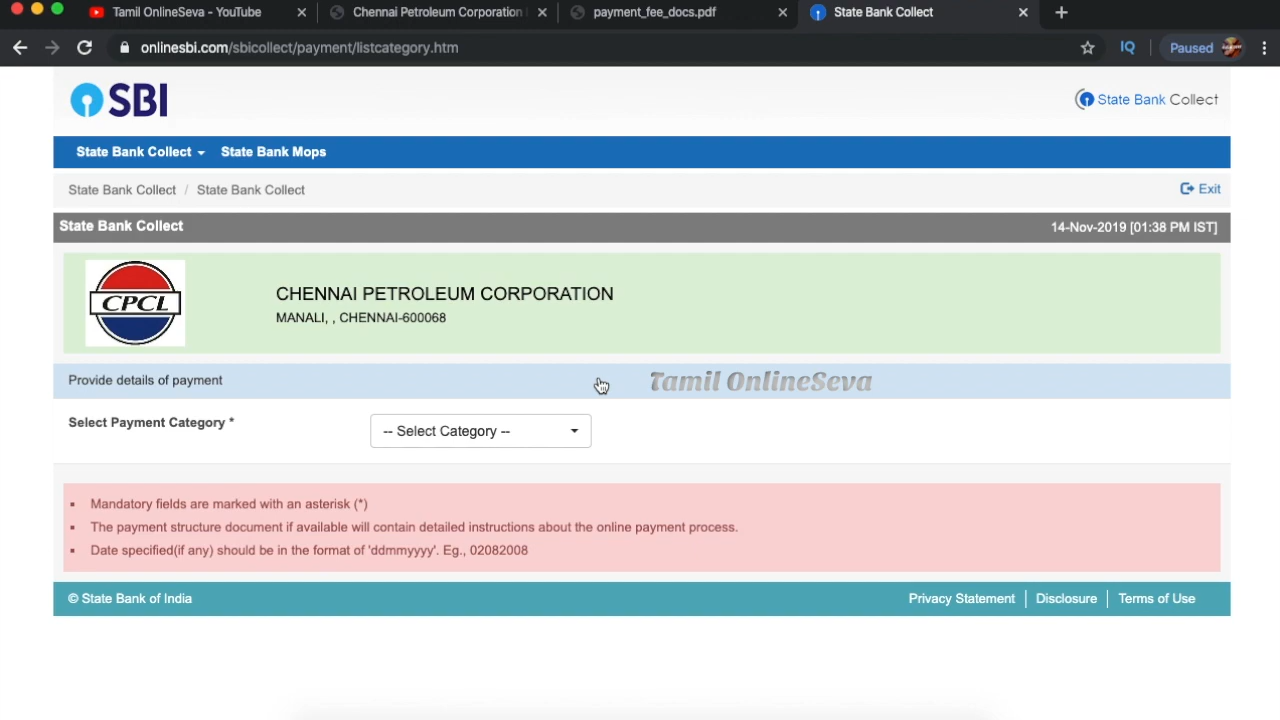 Tamil OnlineSeva - YouTube
Chennai Petroleum Corporation
payment_fee_docs.pdf
State Bank Collect
onlinesbi.com/sbicollect/payment/listcategory.htm
IQ
Paused
SBI
State Bank Collect
State Bank Collect
State Bank Mops
State Bank Collect / State Bank Collect
Exit
State Bank Collect
14-Nov-2019 [01:38 PM IST]
CPCL
CHENNAI PETROLEUM CORPORATION
MANALI, , CHENNAI-600068
Provide details of payment
Tamil OnlineSeva
Select Payment Category *
-- Select Category --
Mandatory fields are marked with an asterisk (*)
The payment structure document if available will contain detailed instructions about the online payment process.
Date specified(if any) should be in the format of 'ddmmyyyy'. Eg., 02082008
© State Bank of India
Privacy Statement
Disclosure
Terms of Use